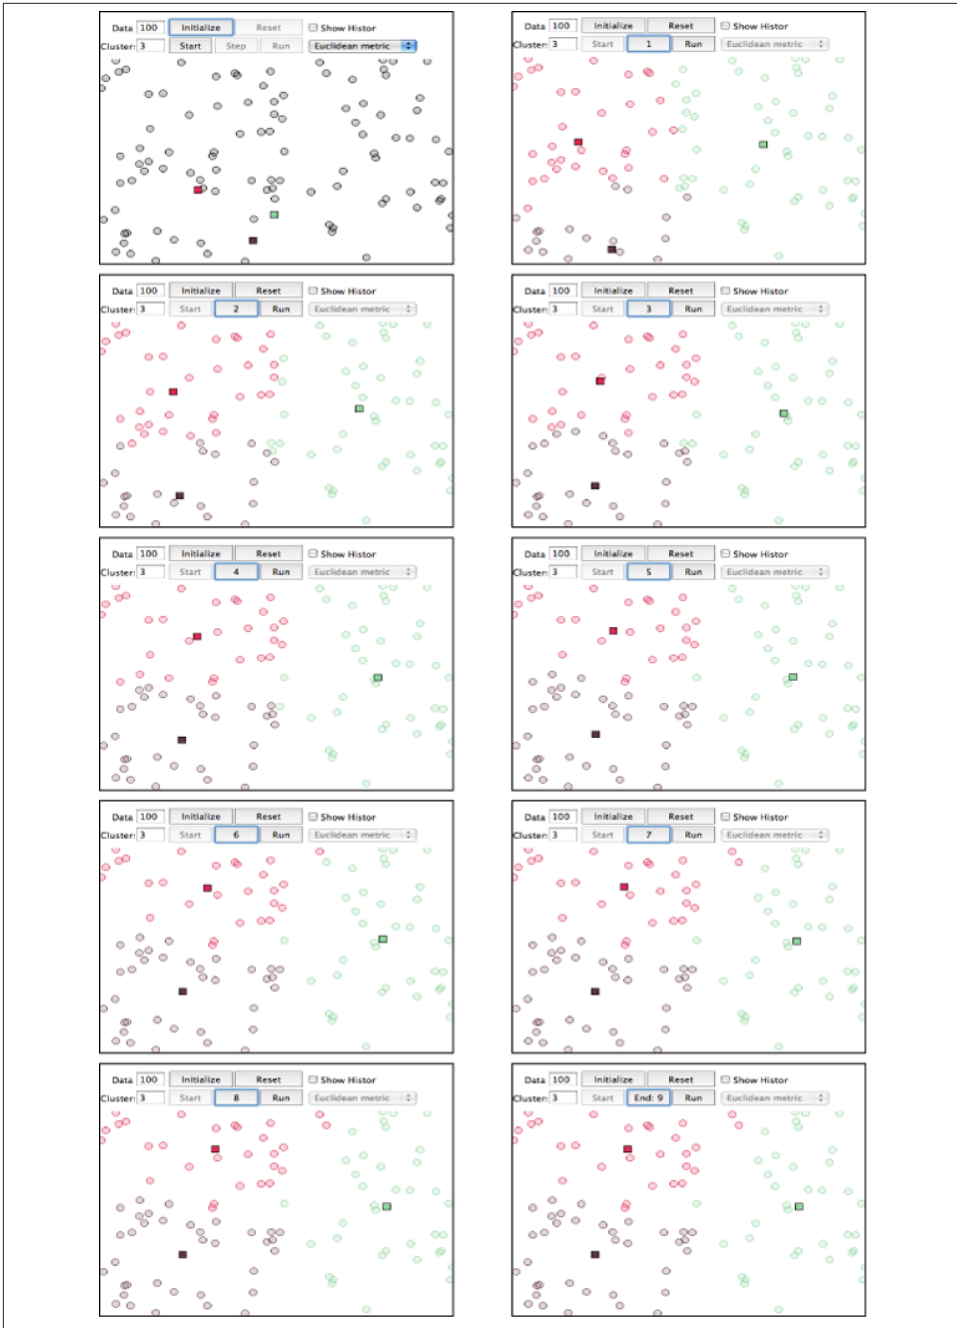 Data 100 Initialize Reset Show Histor
Cluster: 3 Start Step Run Euclidean metric
Data 100 Initialize Reset Show Histor
Cluster: 3 Start 1 Run Euclidean metric
Data 100 Initialize Reset Show Histor
Cluster: 3 Start 2 Run Euclidean metric
Data 100 Initialize Reset Show Histor
Cluster: 3 Start 3 Run Euclidean metric
Data 100 Initialize Reset Show Histor
Cluster: 3 Start 4 Run Euclidean metric
Data 100 Initialize Reset Show Histor
Cluster: 3 Start 5 Run Euclidean metric
Data 100 Initialize Reset Show Histor
Cluster: 3 Start 6 Run Euclidean metric
Data 100 Initialize Reset Show Histor
Cluster: 3 Start 7 Run Euclidean metric
Data 100 Initialize Reset Show Histor
Cluster: 3 Start 8 Run Euclidean metric
Data 100 Initialize Reset Show Histor
Cluster: 3 Start End: 9 Run Euclidean metric